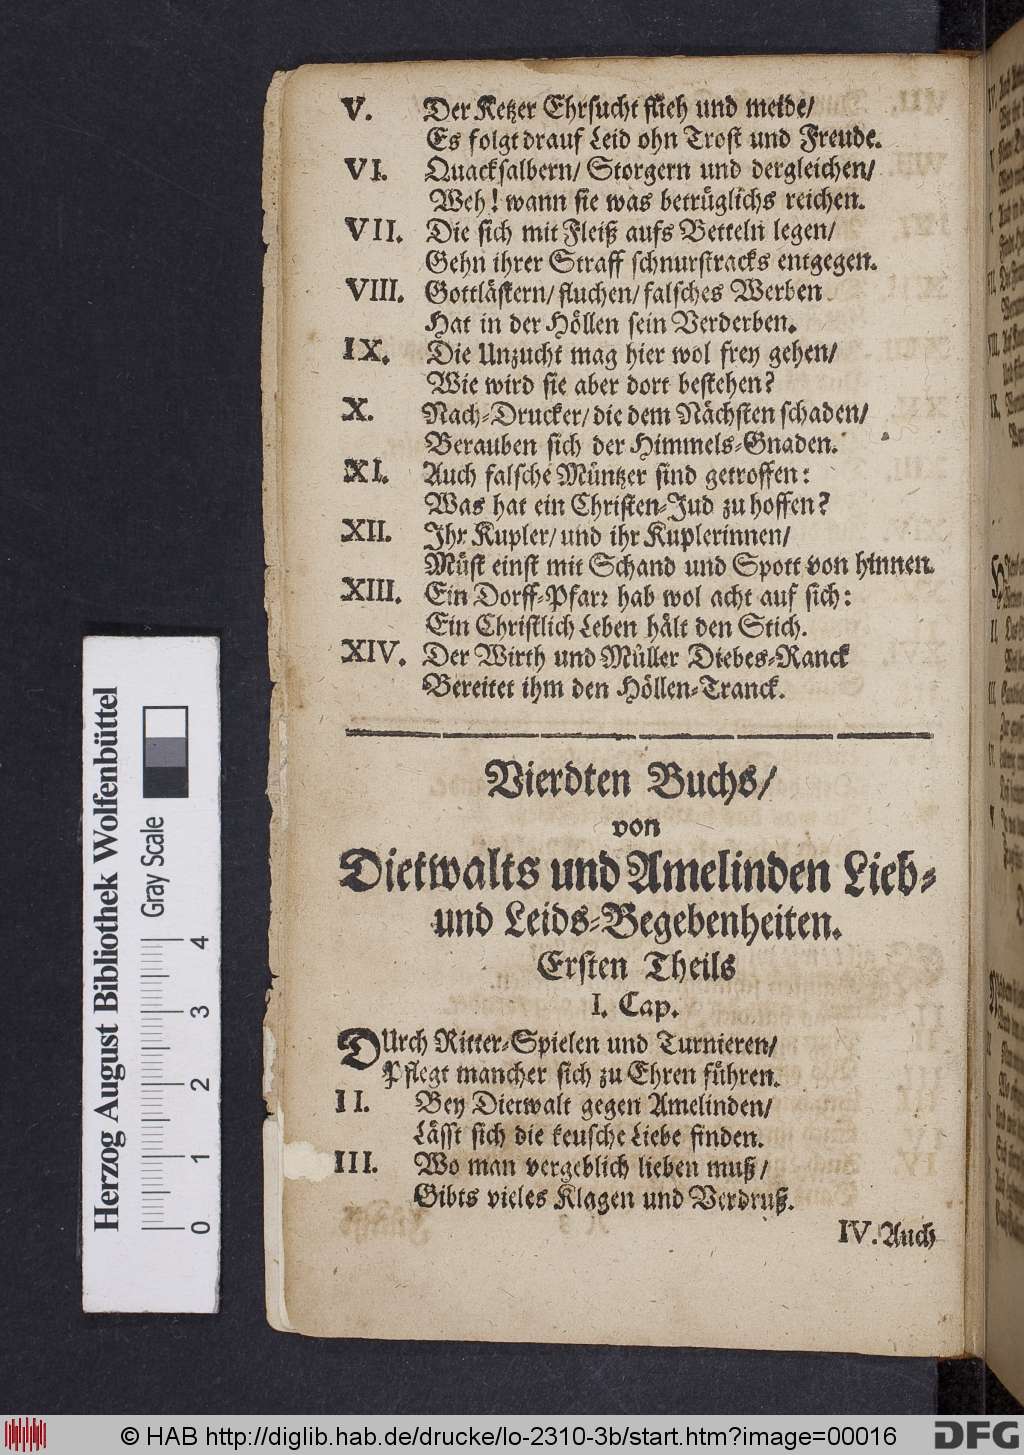 V. Der Ketzer Ehrsucht flieh und meide/
Es folgt drauf Leid ohn Trost und Freude.
VI. Quacksalbern/ Storgern und dergleichen/
Weh! wann sie was betrüglichs reichen.
VII. Die sich mit Fleiß aufs Betteln legen/
Gehn ihrer Straff schnurstracks entgegen.
VIII. Gottlästern/ fluchen/ falsches Werben
Hat in der Höllen sein Verderben.
IX. Die Unzucht mag hier wol frey gehen/
Wie wird sie aber dort bestehen?
X. Nach-Drucker/ die dem Nächsten schaden/
Berauben sich der Himmels-Gnaden.
XI. Auch falsche Müntzer sind getroffen:
Was hat ein Christen-Jud zu hoffen?
XII. Ihr Kupler/ und ihr Kuplerinnen/
Müst einst mit Schand und Spott von hinnen.
XIII. Ein Dorff-Pfarr hab wol acht auf sich:
Ein Christlich Leben hält den Stich.
XIV. Der Wirth und Müller Diebes-Ranck
Bereitet ihm den Höllen-Tranck.
Vierdten Buchs/
von
Dietwalts und Amelinden Lieb-
und Leids-Begebenheiten.
Ersten Theils
I. Cap.
DUrch Ritter-Spielen und Turnieren/
Pflegt mancher sich zu Ehren führen.
II. Bey Dietwalt gegen Amelinden/
Lässt sich die keusche Liebe finden.
III. Wo man vergeblich lieben muß/
Gibts vieles Klagen und Verdruß.
IV. Auch
Herzog August Bibliothek Wolfenbüttel
Gray Scale
0 1 2 3 4
© HAB http://diglib.hab.de/drucke/lo-2310-3b/start.htm?image=00016
DFG